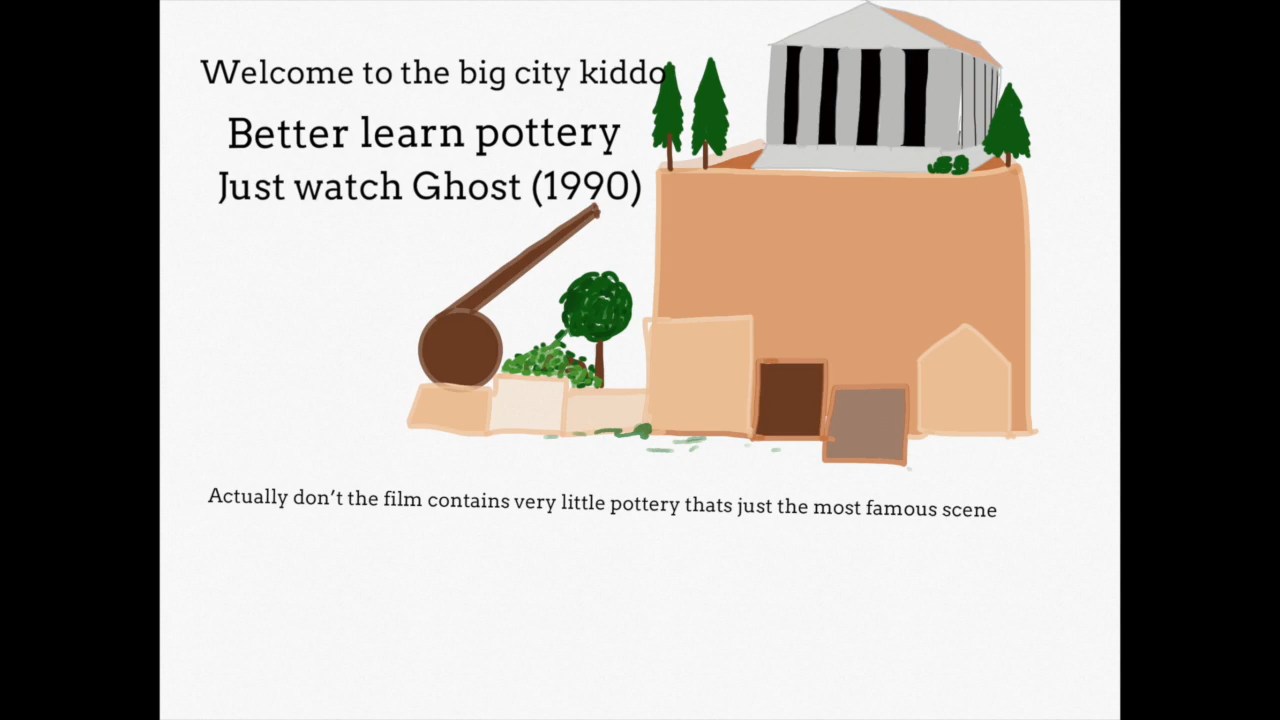 Welcome to the big city kiddo
Better learn pottery
Just watch Ghost (1990)
Actually don’t the film contains very little pottery thats just the most famous scene